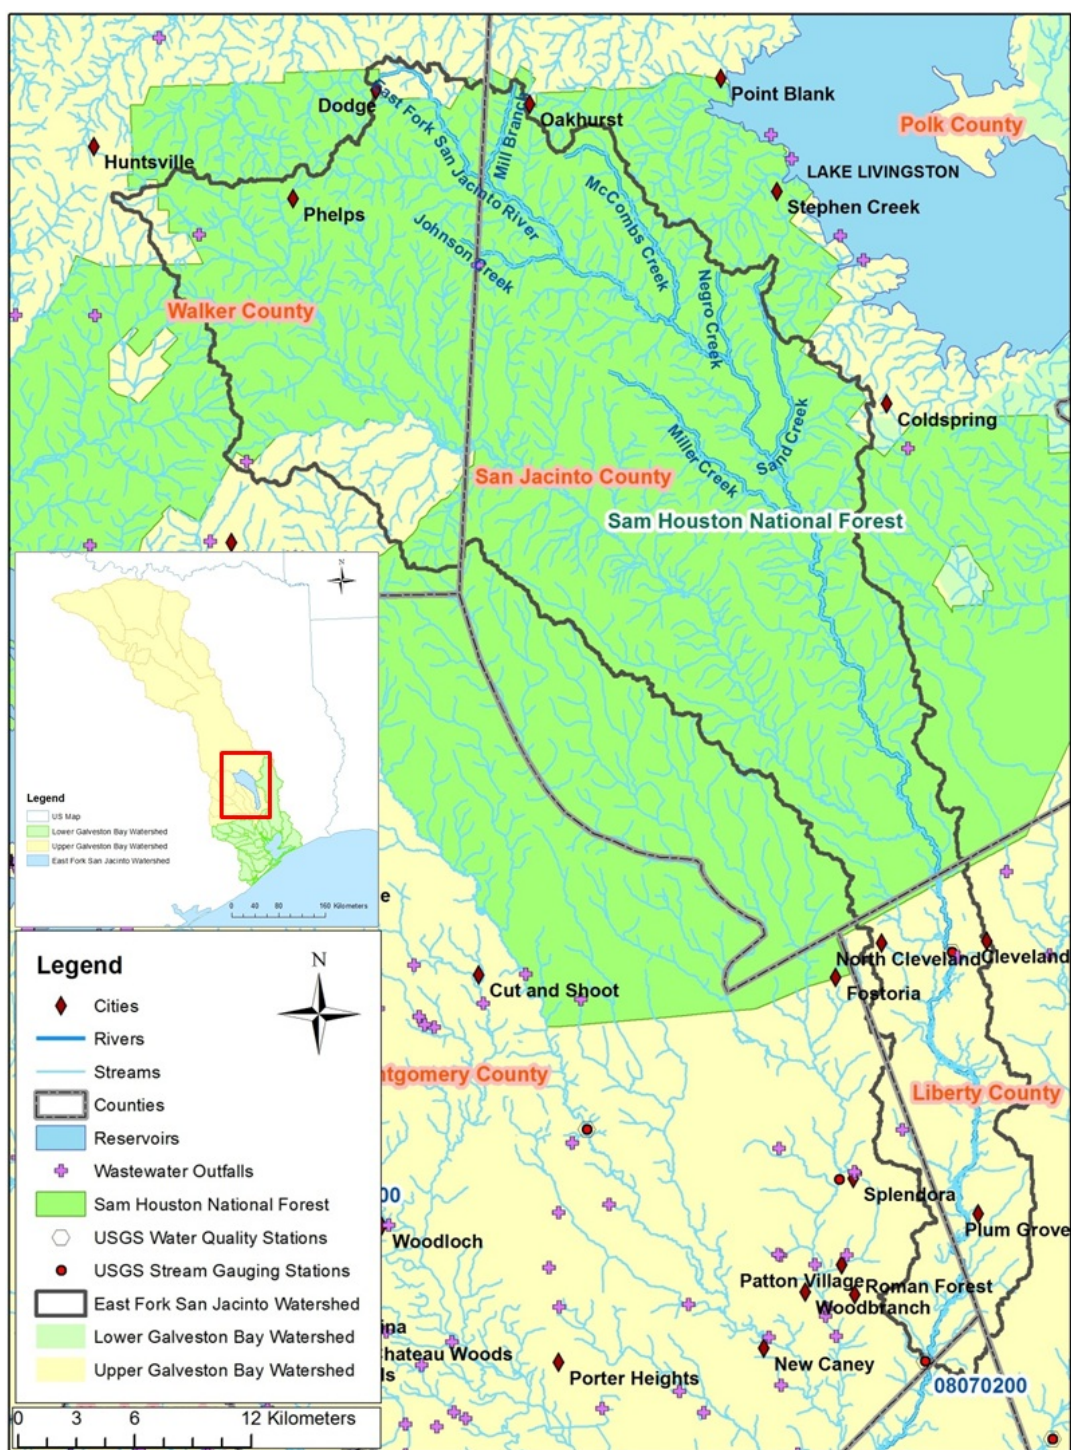 Point Blank
Dodge
Oakhurst
East Fork San Jacinto River
Mill Branch
Polk County
Huntsville
LAKE LIVINGSTON
Phelps
Stephen Creek
McCombs Creek
Johnson Creek
Negro Creek
Walker County
Coldspring
Sand Creek
Miller Creek
San Jacinto County
Sam Houston National Forest
N
Legend
US Map
Lower Galveston Bay Watershed
Upper Galveston Bay Watershed
East Fork San Jacinto Watershed
0 40 80 160 Kilometers
e
North Cleveland
Cleveland
Cut and Shoot
Fostoria
ntgomery County
Liberty County
Splendora
00
Plum Grove
Woodloch
Patton Village
Roman Forest
Woodbranch
ina
Chateau Woods
ls
New Caney
Porter Heights
08070200
Legend
N
Cities
Rivers
Streams
Counties
Reservoirs
Wastewater Outfalls
Sam Houston National Forest
USGS Water Quality Stations
USGS Stream Gauging Stations
East Fork San Jacinto Watershed
Lower Galveston Bay Watershed
Upper Galveston Bay Watershed
0 3 6 12 Kilometers